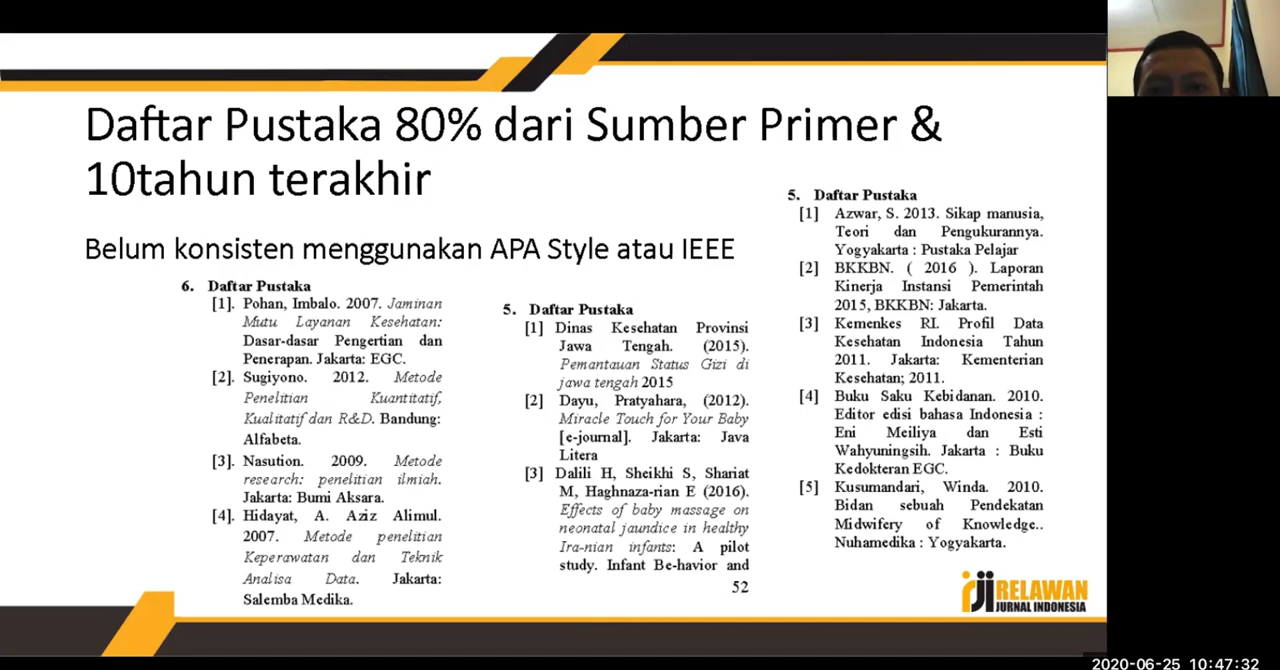 Daftar Pustaka 80% dari Sumber Primer &
10tahun terakhir
Belum konsisten menggunakan APA Style atau IEEE
6. Daftar Pustaka
[1]. Pohan, Imbalo. 2007. Jaminan
Mutu Layanan Kesehatan:
Dasar-dasar Pengertian dan
Penerapan. Jakarta: EGC.
[2]. Sugiyono. 2012. Metode
Penelitian Kuantitatif,
Kualitatif dan R&D. Bandung:
Alfabeta.
[3]. Nasution. 2009. Metode
research: penelitian ilmiah.
Jakarta: Bumi Aksara.
[4]. Hidayat, A. Aziz Alimul.
2007. Metode penelitian
Keperawatan dan Teknik
Analisa Data. Jakarta:
Salemba Medika.
5. Daftar Pustaka
[1] Dinas Kesehatan Provinsi
Jawa Tengah. (2015).
Pemantauan Status Gizi di
jawa tengah 2015
[2] Dayu, Pratyahara, (2012).
Miracle Touch for Your Baby
[e-journal]. Jakarta: Java
Litera
[3] Dalili H, Sheikhi S, Shariat
M, Haghnaza-rian E (2016).
Effects of baby massage on
neonatal jaundice in healthy
Ira-nian infants: A pilot
study. Infant Be-havior and
52
5. Daftar Pustaka
[1] Azwar, S. 2013. Sikap manusia,
Teori dan Pengukurannya.
Yogyakarta : Pustaka Pelajar
[2] BKKBN. ( 2016 ). Laporan
Kinerja Instansi Pemerintah
2015, BKKBN: Jakarta.
[3] Kemenkes RI. Profil Data
Kesehatan Indonesia Tahun
2011. Jakarta: Kementerian
Kesehatan; 2011.
[4] Buku Saku Kebidanan. 2010.
Editor edisi bahasa Indonesia :
Eni Meiliya dan Esti
Wahyuningsih. Jakarta : Buku
Kedokteran EGC.
[5] Kusumandari, Winda. 2010.
Bidan sebuah Pendekatan
Midwifery of Knowledge..
Nuhamedika : Yogyakarta.
rji RELAWAN
JURNAL INDONESIA
2020-06-25 10:47:32